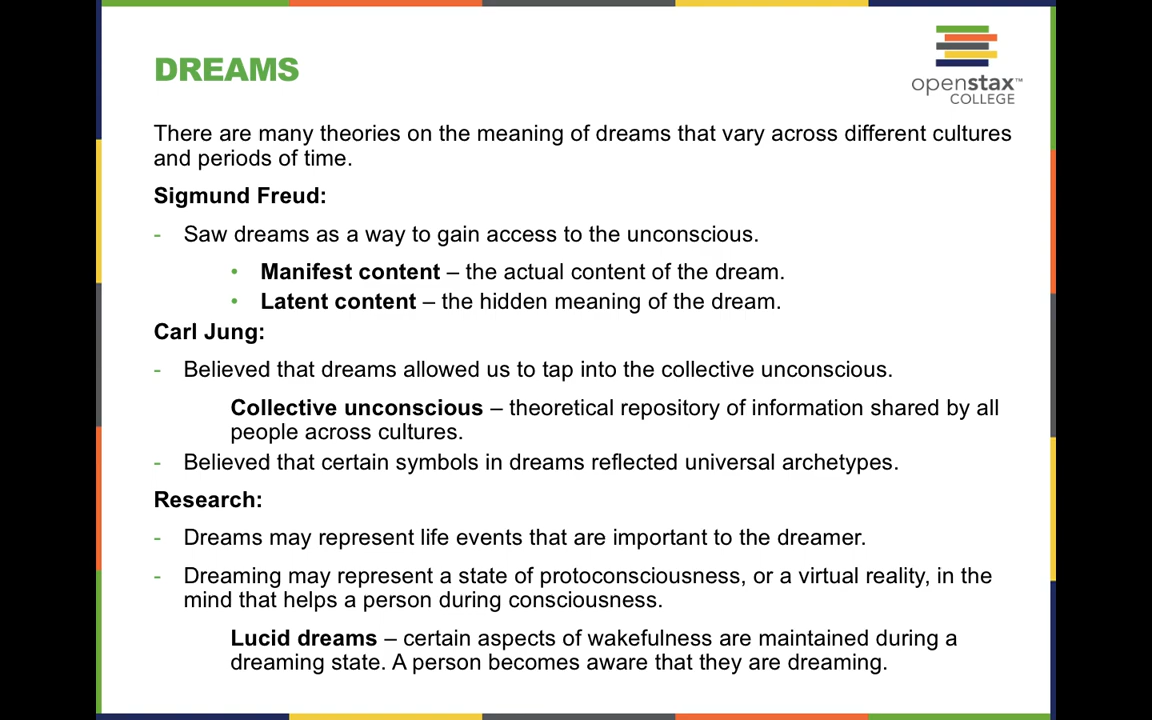 DREAMS
openstax™
COLLEGE
There are many theories on the meaning of dreams that vary across different cultures
and periods of time.
Sigmund Freud:
- Saw dreams as a way to gain access to the unconscious.
• Manifest content – the actual content of the dream.
• Latent content – the hidden meaning of the dream.
Carl Jung:
- Believed that dreams allowed us to tap into the collective unconscious.
Collective unconscious – theoretical repository of information shared by all
people across cultures.
- Believed that certain symbols in dreams reflected universal archetypes.
Research:
- Dreams may represent life events that are important to the dreamer.
- Dreaming may represent a state of protoconsciousness, or a virtual reality, in the
mind that helps a person during consciousness.
Lucid dreams – certain aspects of wakefulness are maintained during a
dreaming state. A person becomes aware that they are dreaming.